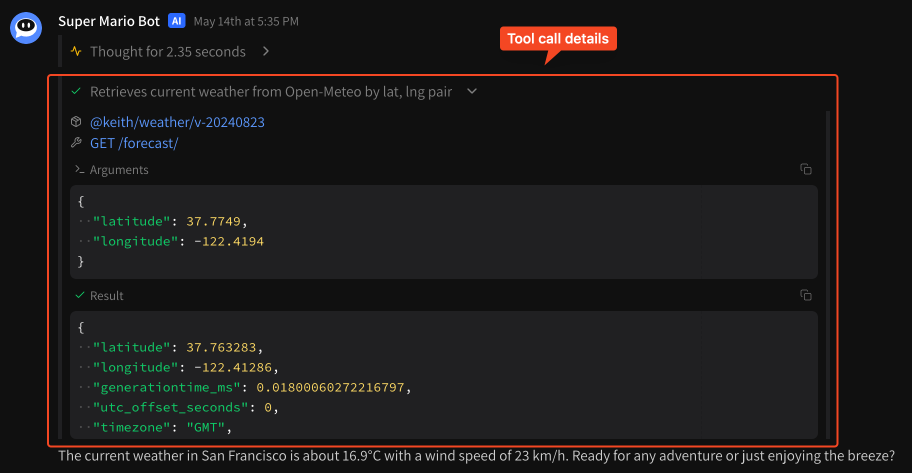 Super Mario Bot AI May 14th at 5:35 PM
Thought for 2.35 seconds
Tool call details
Retrieves current weather from Open-Meteo by lat, lng pair
@keith/weather/v-20240823
GET /forecast/
Arguments
{
"latitude": 37.7749,
"longitude": -122.4194
}
Result
{
"latitude": 37.763283,
"longitude": -122.41286,
"generationtime_ms": 0.01800060272216797,
"utc_offset_seconds": 0,
"timezone": "GMT",
The current weather in San Francisco is about 16.9°C with a wind speed of 23 km/h. Ready for any adventure or just enjoying the breeze?